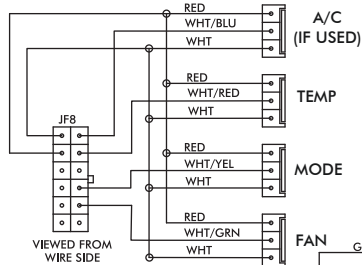 RED
WHT/BLU
WHT
A/C
(IF USED)
RED
WHT/RED
WHT
TEMP
JF8
RED
WHT/YEL
WHT
MODE
RED
WHT/GRN
WHT
FAN
VIEWED FROM
WIRE SIDE
G